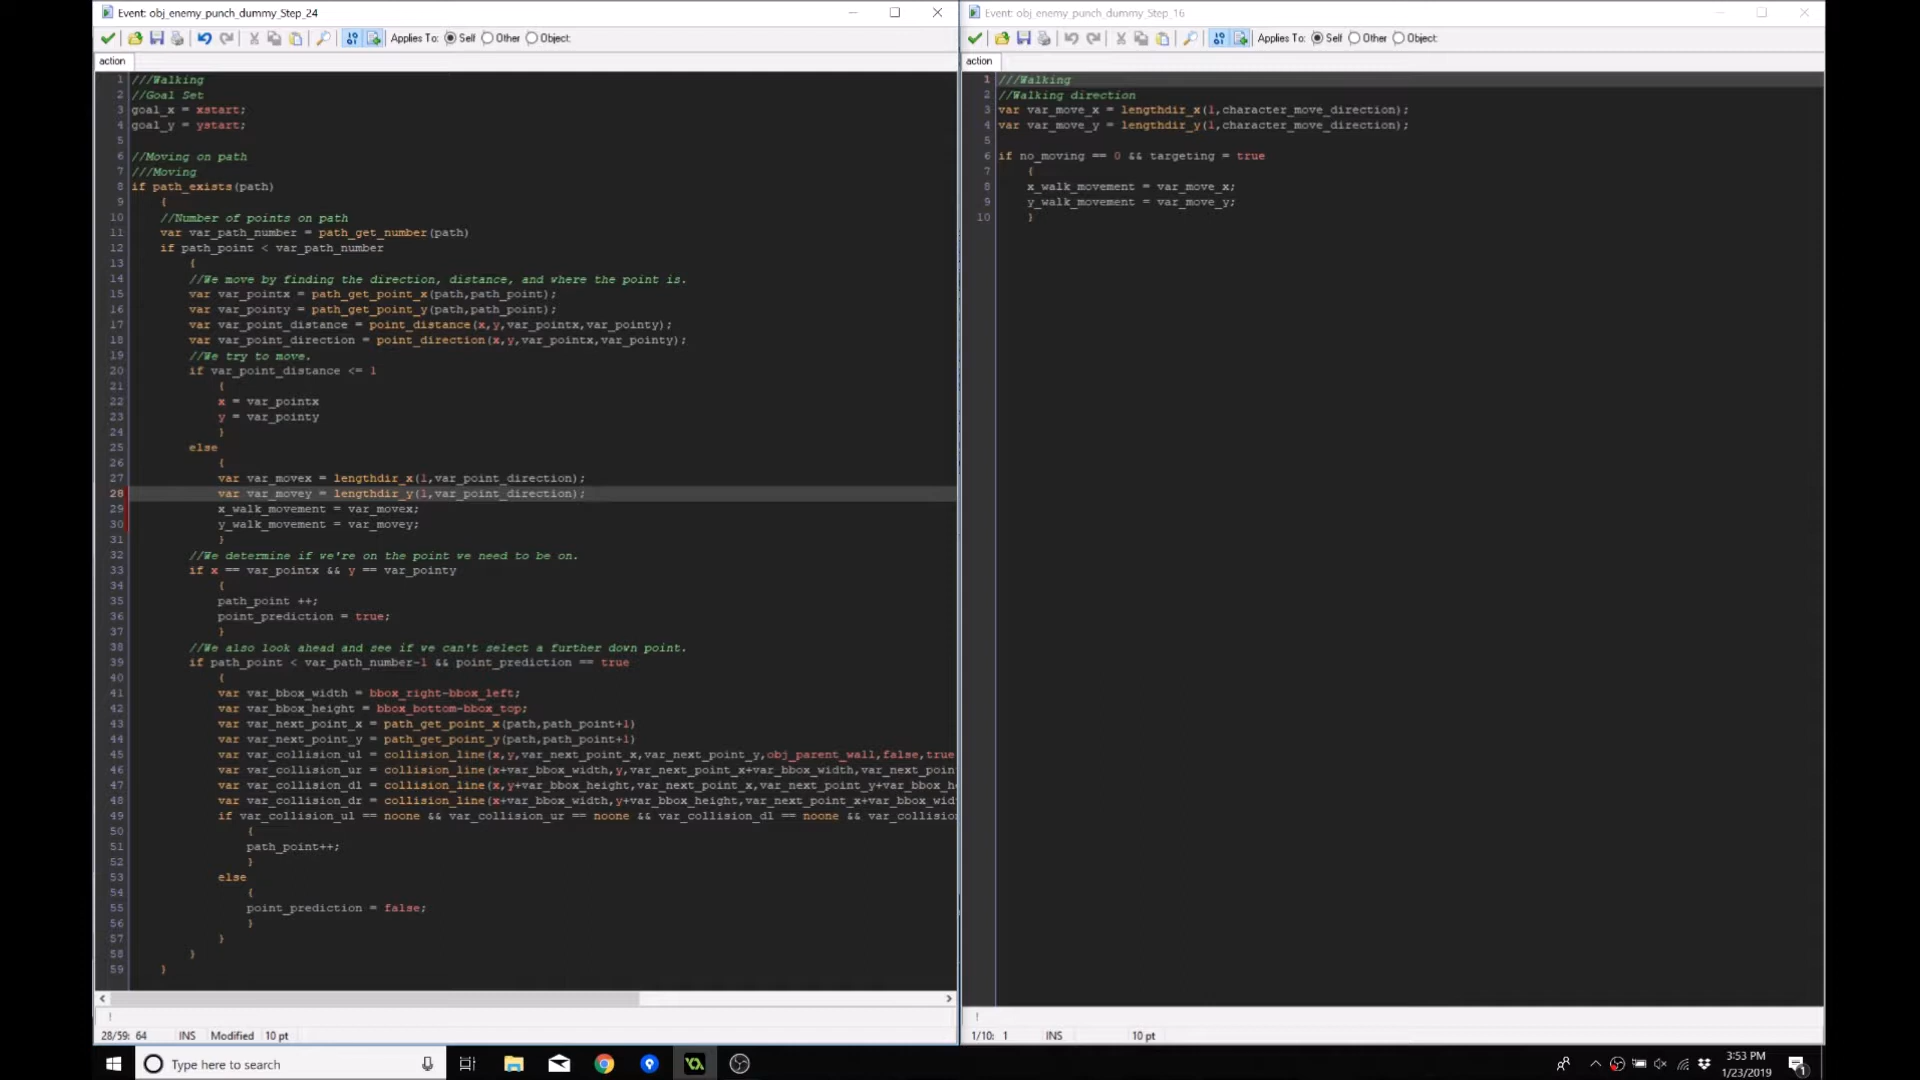 Event: obj_enemy_punch_dummy_Step_24
Applies To: Self Other Object:
action
1 ///Walking
2 //Goal Set
3 goal_x = xstart;
4 goal_y = ystart;
5
6 //Moving on path
7 ///Moving
8 if path_exists(path)
9 {
10 //Number of points on path
11 var var_path_number = path_get_number(path)
12 if path_point < var_path_number
13 {
14 //We move by finding the direction, distance, and where the point is.
15 var var_pointx = path_get_point_x(path,path_point);
16 var var_pointy = path_get_point_y(path,path_point);
17 var var_point_distance = point_distance(x,y,var_pointx,var_pointy);
18 var var_point_direction = point_direction(x,y,var_pointx,var_pointy);
19 //We try to move.
20 if var_point_distance <= 1
21 {
22 x = var_pointx
23 y = var_pointy
24 }
25 else
26 {
27 var var_movex = lengthdir_x(1,var_point_direction);
28 var var_movey = lengthdir_y(1,var_point_direction);
29 x_walk_movement = var_movex;
30 y_walk_movement = var_movey;
31 }
32 //We determine if we're on the point we need to be on.
33 if x == var_pointx && y == var_pointy
34 {
35 path_point ++;
36 point_prediction = true;
37 }
38 //We also look ahead and see if we can't select a further down point.
39 if path_point < var_path_number-1 && point_prediction == true
40 {
41 var var_bbox_width = bbox_right-bbox_left;
42 var var_bbox_height = bbox_bottom-bbox_top;
43 var var_next_point_x = path_get_point_x(path,path_point+1)
44 var var_next_point_y = path_get_point_y(path,path_point+1)
45 var var_collision_ul = collision_line(x,y,var_next_point_x,var_next_point_y,obj_parent_wall,false,true
46 var var_collision_ur = collision_line(x+var_bbox_width,y,var_next_point_x+var_bbox_width,var_next_poin
47 var var_collision_dl = collision_line(x,y+var_bbox_height,var_next_point_x,var_next_point_y+var_bbox_h
48 var var_collision_dr = collision_line(x+var_bbox_width,y+var_bbox_height,var_next_point_x+var_bbox_wid
49 if var_collision_ul == noone && var_collision_ur == noone && var_collision_dl == noone && var_collision
50 {
51 path_point++;
52 }
53 else
54 {
55 point_prediction = false;
56 }
57 }
58 }
59 }
28/59: 64 INS Modified 10 pt
Event: obj_enemy_punch_dummy_Step_16
Applies To: Self Other Object:
action
1 ///Walking
2 //Walking direction
3 var var_move_x = lengthdir_x(1,character_move_direction);
4 var var_move_y = lengthdir_y(1,character_move_direction);
5
6 if no_moving == 0 && targeting = true
7 {
8 x_walk_movement = var_move_x;
9 y_walk_movement = var_move_y;
10 }
1/10: 1 INS 10 pt
Type here to search
3:53 PM
1/23/2019
1